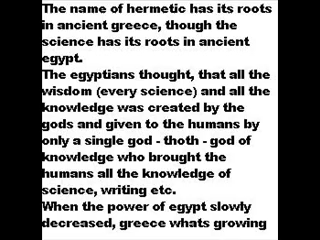 The name of hermetic has its roots
in ancient greece, though the
science has its roots in ancient
egypt.
The egyptians thought, that all the
wisdom (every science) and all the
knowledge was created by the
gods and given to the humans by
only a single god - thoth - god of
knowledge who brought the
humans all the knowledge of
science, writing etc.
When the power of egypt slowly
decreased, greece whats growing